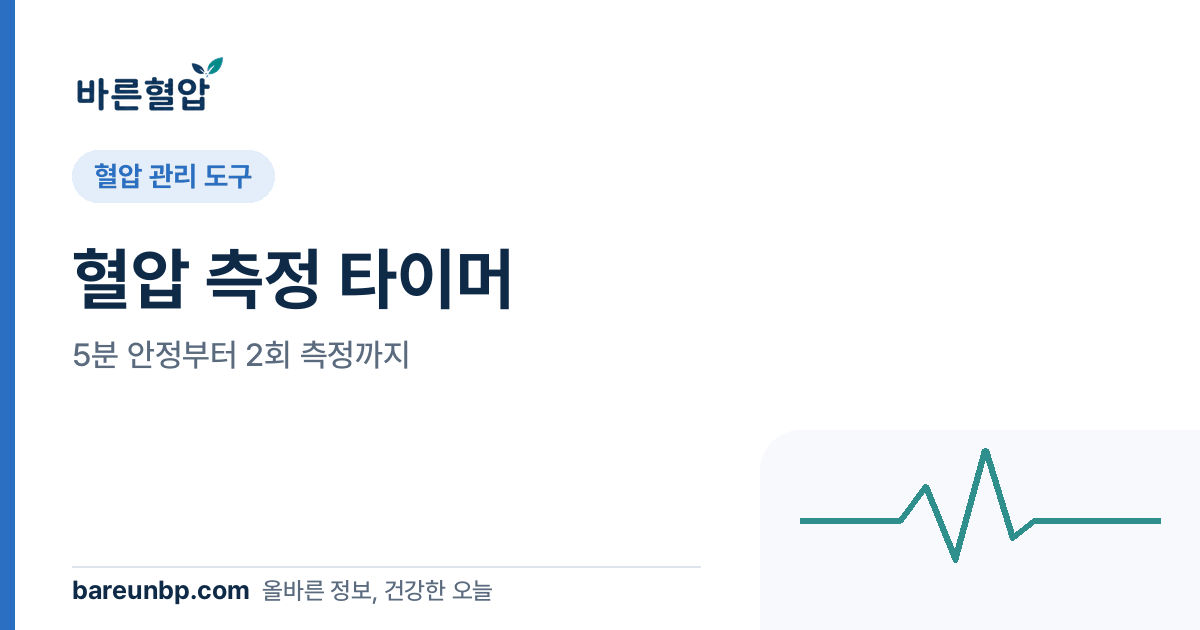 바른혈압
혈압 관리 도구
혈압 측정 타이머
5분 안정부터 2회 측정까지
bareunbp.com 올바른 정보, 건강한 오늘